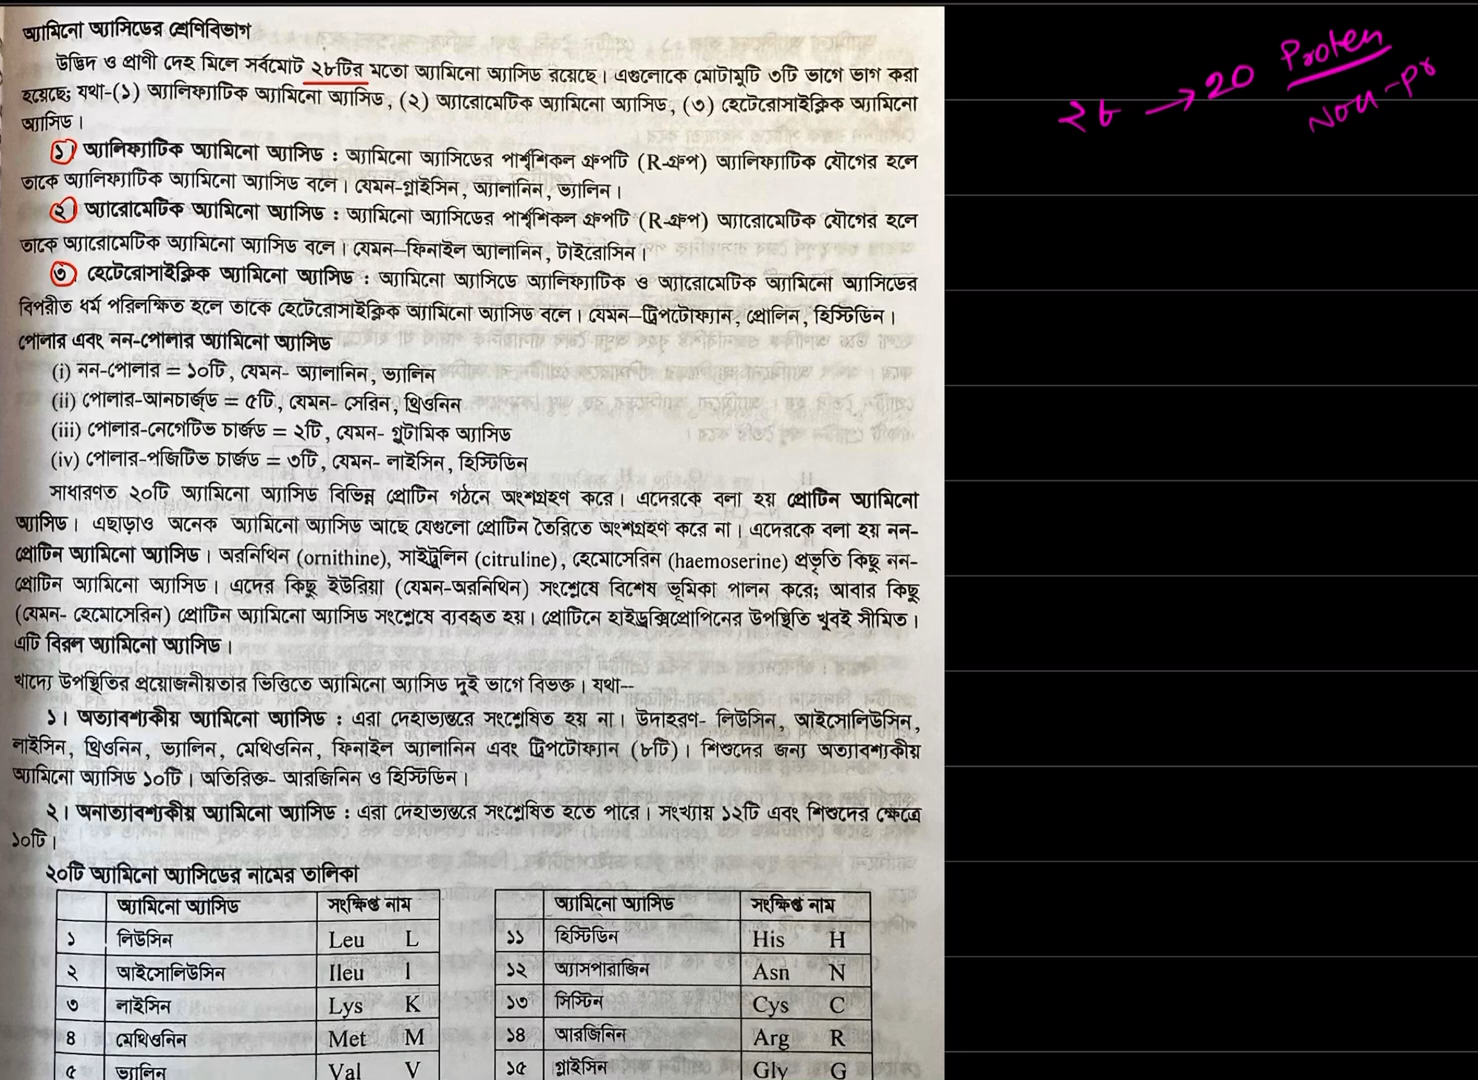 অ্যামিনো অ্যাসিডের শ্রেণিবিভাগ
উদ্ভিদ ও প্রাণী দেহ মিলে সর্বমোট ২৮টির মতো অ্যামিনো অ্যাসিড রয়েছে। এগুলোকে মোটামুটি ৩টি ভাগে ভাগ করা
হয়েছে; যথা-(১) অ্যালিফ্যাটিক অ্যামিনো অ্যাসিড, (২) অ্যারোমেটিক অ্যামিনো অ্যাসিড, (৩) হেটেরোসাইক্লিক অ্যামিনো
অ্যাসিড।
১। অ্যালিফ্যাটিক অ্যামিনো অ্যাসিড : অ্যামিনো অ্যাসিডের পার্শ্বশিকল গ্রুপটি (R-গ্রুপ) অ্যালিফ্যাটিক যৌগের হলে
তাকে অ্যালিফ্যাটিক অ্যামিনো অ্যাসিড বলে। যেমন-গ্লাইসিন, অ্যালানিন, ভ্যালিন।
২। অ্যারোমেটিক অ্যামিনো অ্যাসিড : অ্যামিনো অ্যাসিডের পার্শ্বশিকল গ্রুপটি (R-গ্রুপ) অ্যারোমেটিক যৌগের হলে
তাকে অ্যারোমেটিক অ্যামিনো অ্যাসিড বলে। যেমন–ফিনাইল অ্যালানিন, টাইরোসিন।
৩। হেটেরোসাইক্লিক অ্যামিনো অ্যাসিড : অ্যামিনো অ্যাসিডে অ্যালিফ্যাটিক ও অ্যারোমেটিক অ্যামিনো অ্যাসিডের
বিপরীত ধর্ম পরিলক্ষিত হলে তাকে হেটেরোসাইক্লিক অ্যামিনো অ্যাসিড বলে। যেমন–ট্রিপটোফ্যান, প্রোলিন, হিস্টিডিন।
পোলার এবং নন-পোলার অ্যামিনো অ্যাসিড
(i) নন-পোলার = ১০টি, যেমন- অ্যালানিন, ভ্যালিন
(ii) পোলার-আনচার্জ্ড = ৫টি, যেমন- সেরিন, থ্রিওনিন
(iii) পোলার-নেগেটিভ চার্জড = ২টি, যেমন- গ্লুটামিক অ্যাসিড
(iv) পোলার-পজিটিভ চার্জড = ৩টি, যেমন- লাইসিন, হিস্টিডিন
সাধারণত ২০টি অ্যামিনো অ্যাসিড বিভিন্ন প্রোটিন গঠনে অংশগ্রহণ করে। এদেরকে বলা হয় প্রোটিন অ্যামিনো
অ্যাসিড। এছাড়াও অনেক অ্যামিনো অ্যাসিড আছে যেগুলো প্রোটিন তৈরিতে অংশগ্রহণ করে না। এদেরকে বলা হয় নন-
প্রোটিন অ্যামিনো অ্যাসিড। অরনিথিন (ornithine), সাইট্রুলিন (citruline), হেমোসেরিন (haemoserine) প্রভৃতি কিছু নন-
প্রোটিন অ্যামিনো অ্যাসিড। এদের কিছু ইউরিয়া (যেমন-অরনিথিন) সংশ্লেষে বিশেষ ভূমিকা পালন করে; আবার কিছু
(যেমন- হেমোসেরিন) প্রোটিন অ্যামিনো অ্যাসিড সংশ্লেষে ব্যবহৃত হয়। প্রোটিনে হাইড্রক্সিপ্রোপিনের উপস্থিতি খুবই সীমিত।
এটি বিরল অ্যামিনো অ্যাসিড।
খাদ্যে উপস্থিতির প্রয়োজনীয়তার ভিত্তিতে অ্যামিনো অ্যাসিড দুই ভাগে বিভক্ত। যথা--
১। অত্যাবশ্যকীয় অ্যামিনো অ্যাসিড : এরা দেহাভ্যন্তরে সংশ্লেষিত হয় না। উদাহরণ- লিউসিন, আইসোলিউসিন,
লাইসিন, থ্রিওনিন, ভ্যালিন, মেথিওনিন, ফিনাইল অ্যালানিন এবং ট্রিপটোফ্যান (৮টি)। শিশুদের জন্য অত্যাবশ্যকীয়
অ্যামিনো অ্যাসিড ১০টি। অতিরিক্ত- আরজিনিন ও হিস্টিডিন।
২। অনাত্যাবশ্যকীয় অ্যামিনো অ্যাসিড : এরা দেহাভ্যন্তরে সংশ্লেষিত হতে পারে। সংখ্যায় ১২টি এবং শিশুদের ক্ষেত্রে
১০টি।
২০টি অ্যামিনো অ্যাসিডের নামের তালিকা
অ্যামিনো অ্যাসিড সংক্ষিপ্ত নাম অ্যামিনো অ্যাসিড সংক্ষিপ্ত নাম
১ লিউসিন Leu L ১১ হিস্টিডিন His H
২ আইসোলিউসিন Ileu I ১২ অ্যাসপারাজিন Asn N
৩ লাইসিন Lys K ১৩ সিস্টিন Cys C
৪ মেথিওনিন Met M ১৪ আরজিনিন Arg R
৫ ভ্যালিন Val V ১৫ গ্লাইসিন Gly G
২৮ → 20 Proten
Non-pr